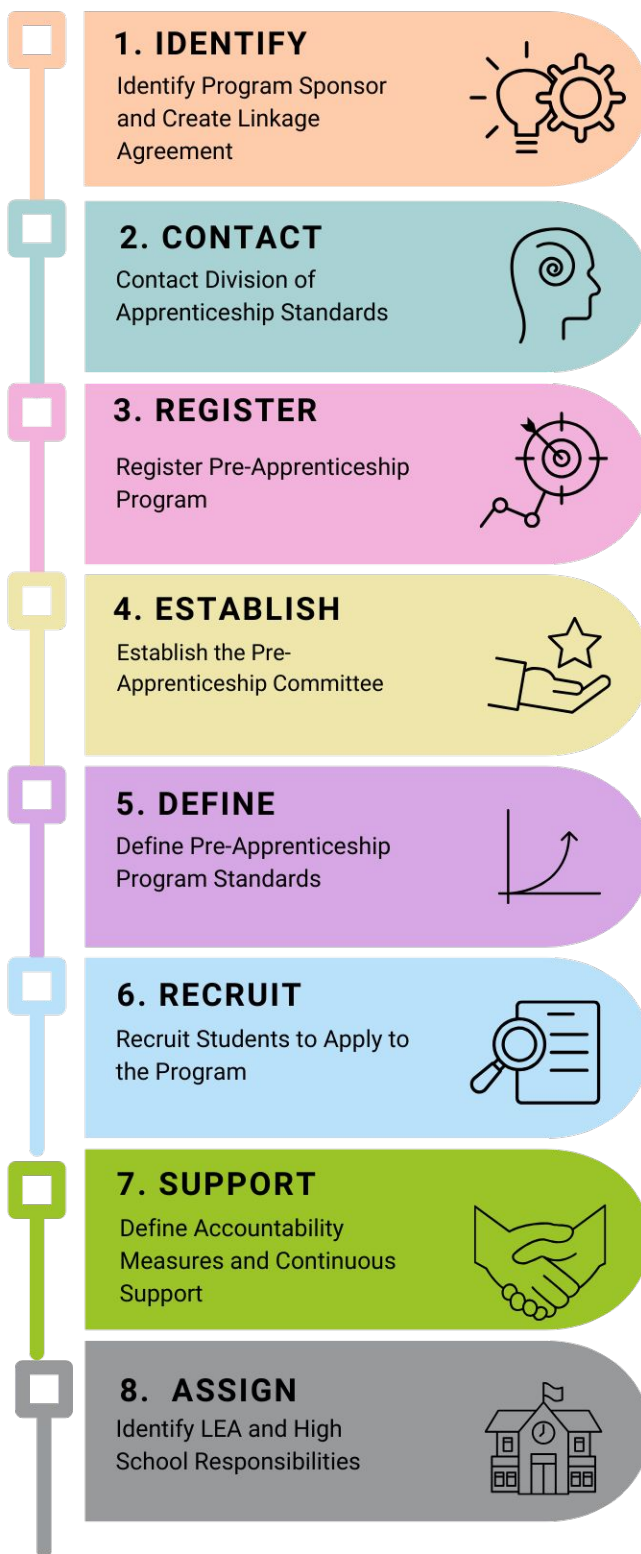 1. IDENTIFY
Identify Program Sponsor
and Create Linkage
Agreement
2. CONTACT
Contact Division of
Apprenticeship Standards
3. REGISTER
Register Pre-Apprenticeship
Program
4. ESTABLISH
Establish the Pre-
Apprenticeship Committee
5. DEFINE
Define Pre-Apprenticeship
Program Standards
6. RECRUIT
Recruit Students to Apply to
the Program
7. SUPPORT
Define Accountability
Measures and Continuous
Support
8. ASSIGN
Identify LEA and High
School Responsibilities